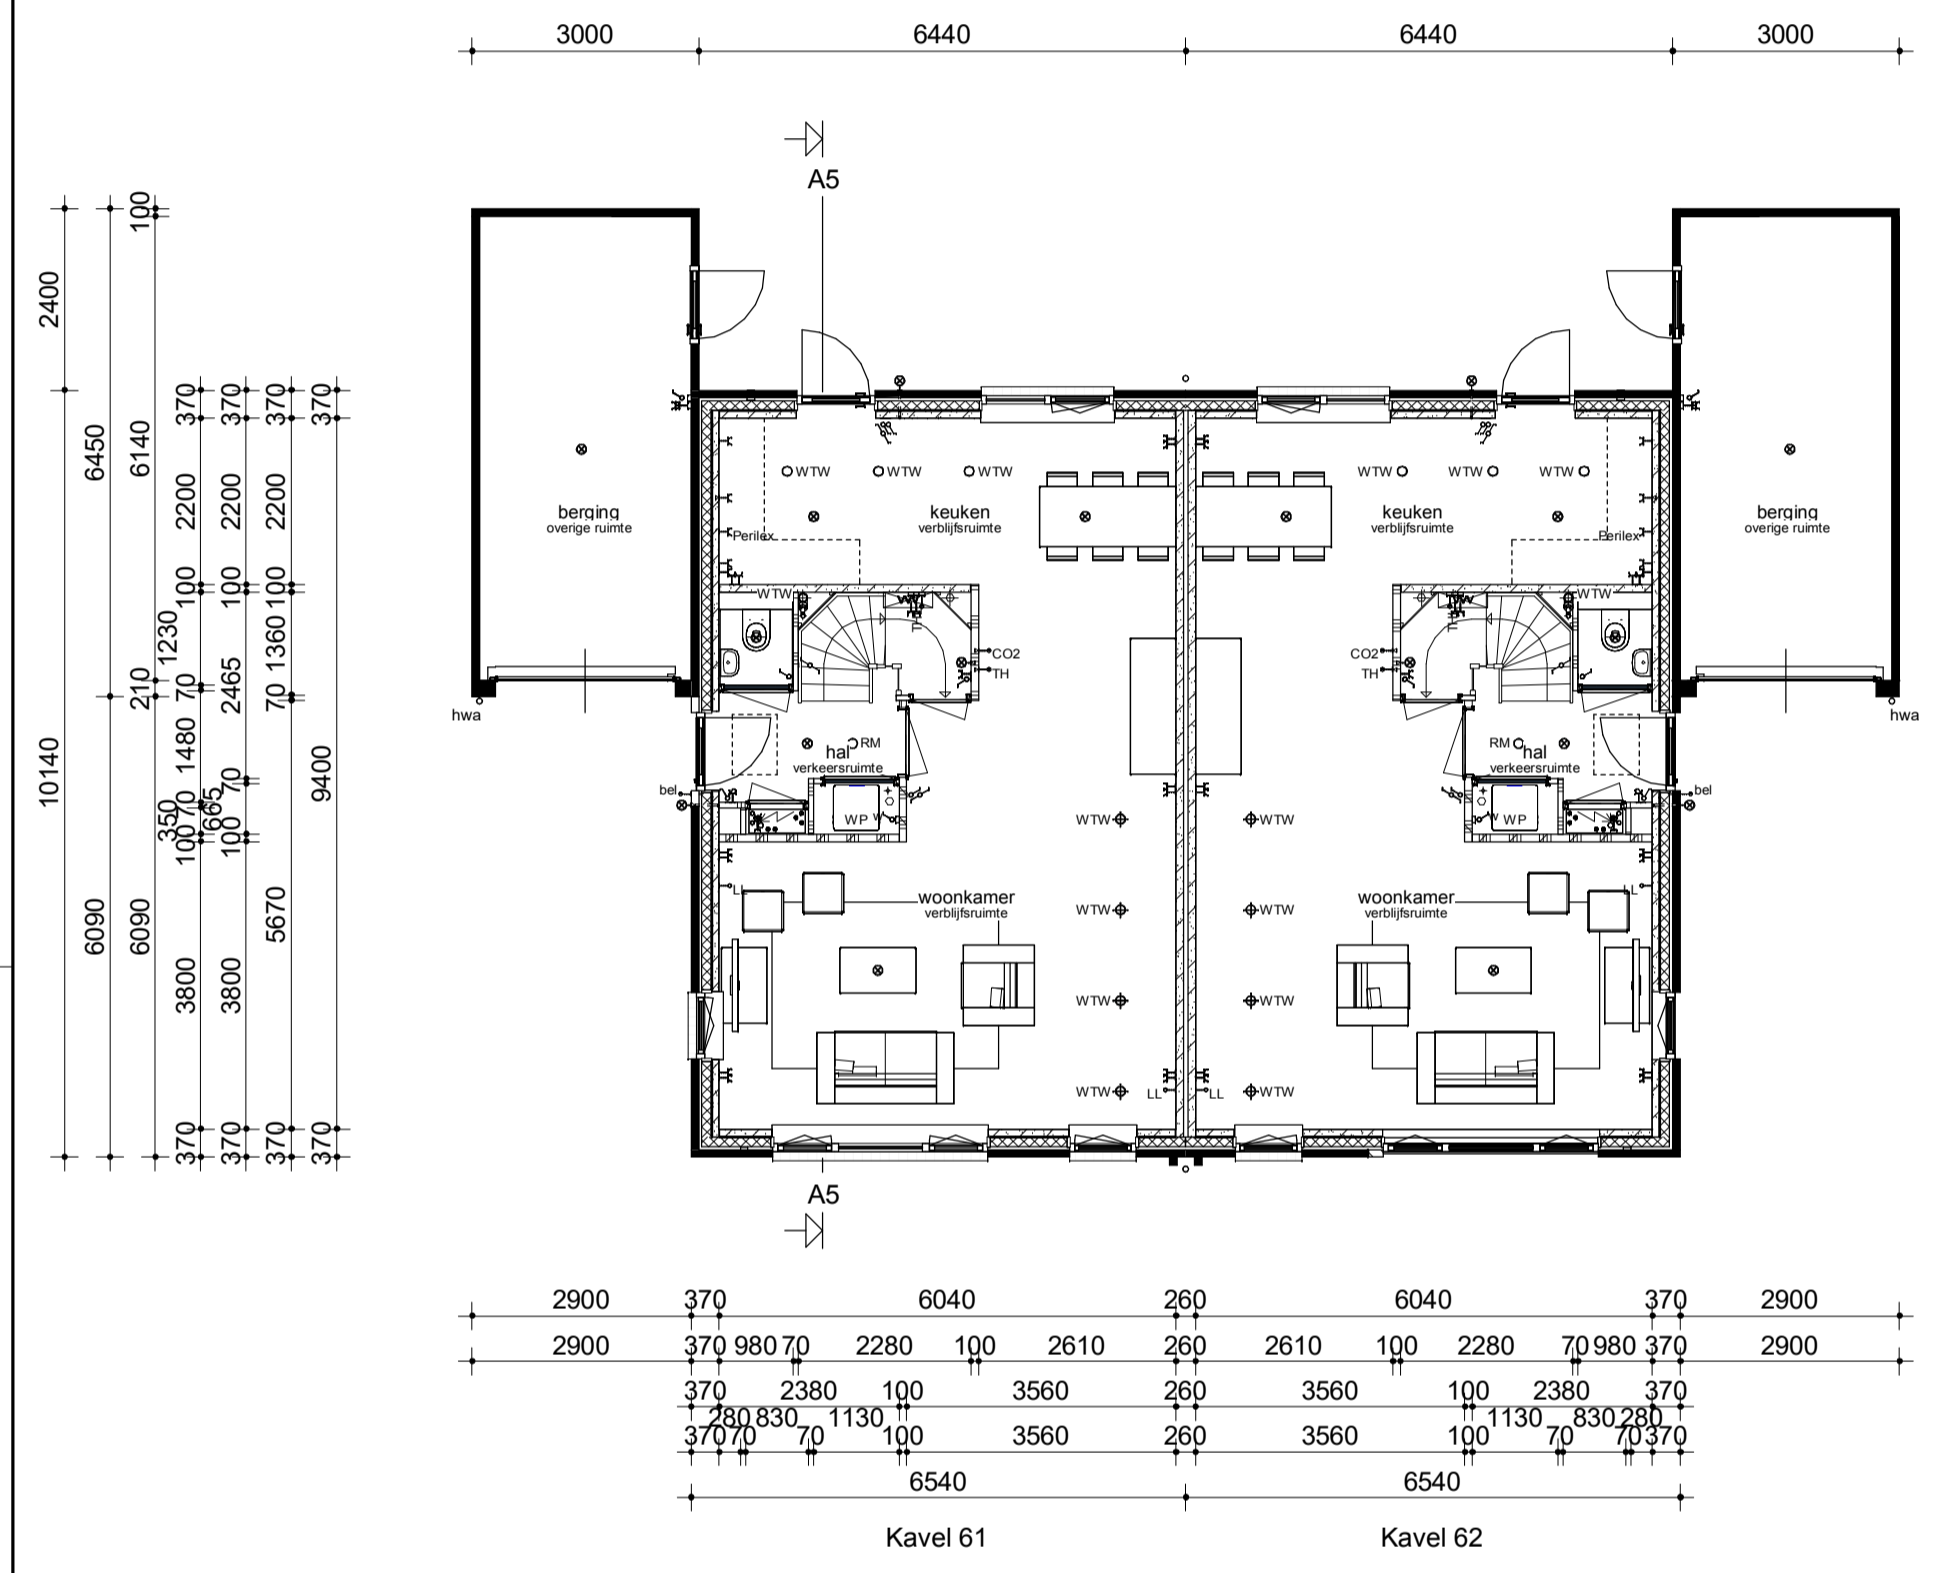 3000 6440 6440 3000
A5
100
2400
370 370 370 370
6450 6140
2200 2200 2200
WTW WTW WTW WTW WTW WTW
berging keuken keuken berging
overige ruimte verblijfsruimte verblijfsruimte overige ruimte
Perilex Perilex
100 100 100
WTW WTW
1230 1360
CO2 CO2
TH TH
70 210 2465 70
hwa hwa
RM RM
hal hal
verkeersruimte verkeersruimte
10140 1480 70 9400
bel bel
350 70 665
WP WP
WTW WTW
100 100
LL LL
woonkamer woonkamer
verblijfsruimte verblijfsruimte
WTW WTW
6090 6090 5670
3800 3800
WTW WTW
WTW LL LL WTW
370 370 370 370
A5
2900 370 6040 260 6040 370 2900
2900 370 980 70 2280 100 2610 260 2610 100 2280 70 980 370 2900
370 2380 100 3560 260 3560 100 2380 370
280 830 1130 1130 830 280
370 70 70 100 3560 260 3560 100 70 70 370
6540 6540
Kavel 61 Kavel 62